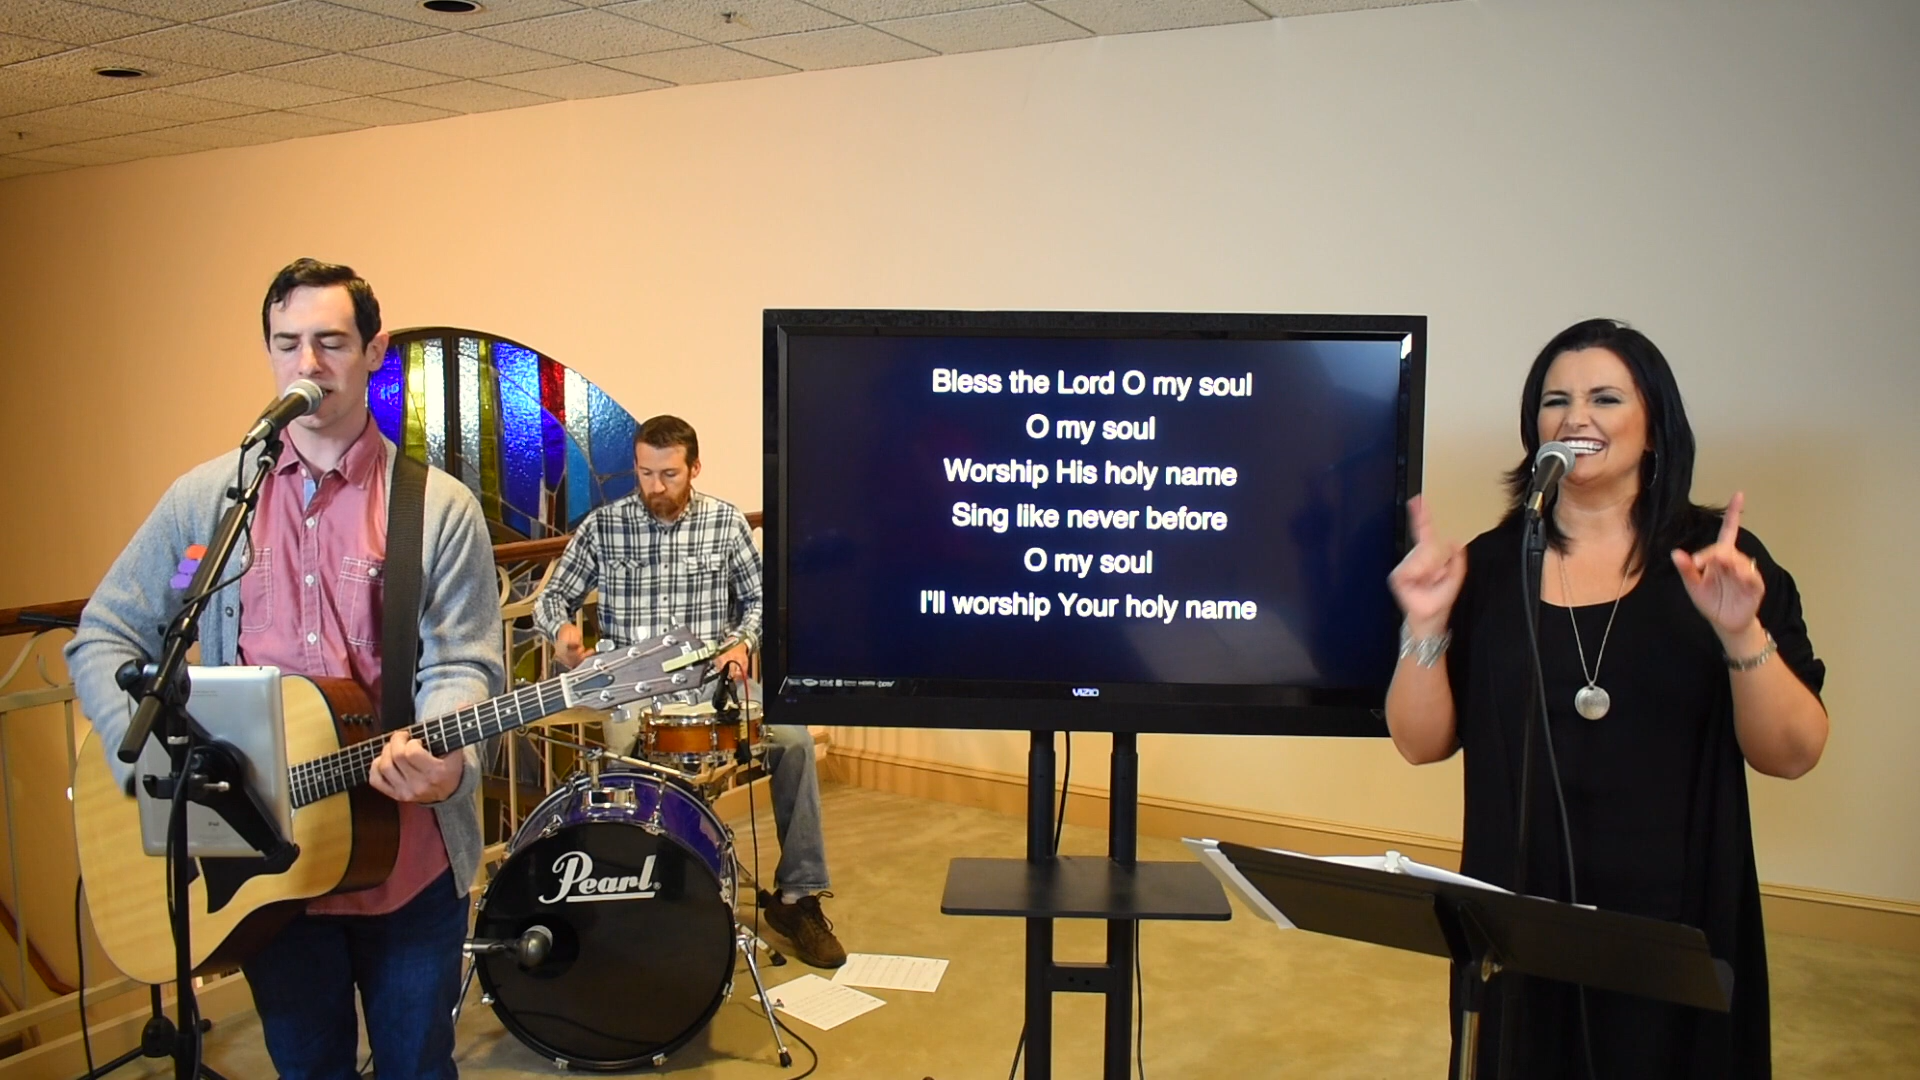 Bless the Lord O my soul
O my soul
Worship His holy name
Sing like never before
O my soul
I'll worship Your holy name
VIZIO
Pearl
iPad